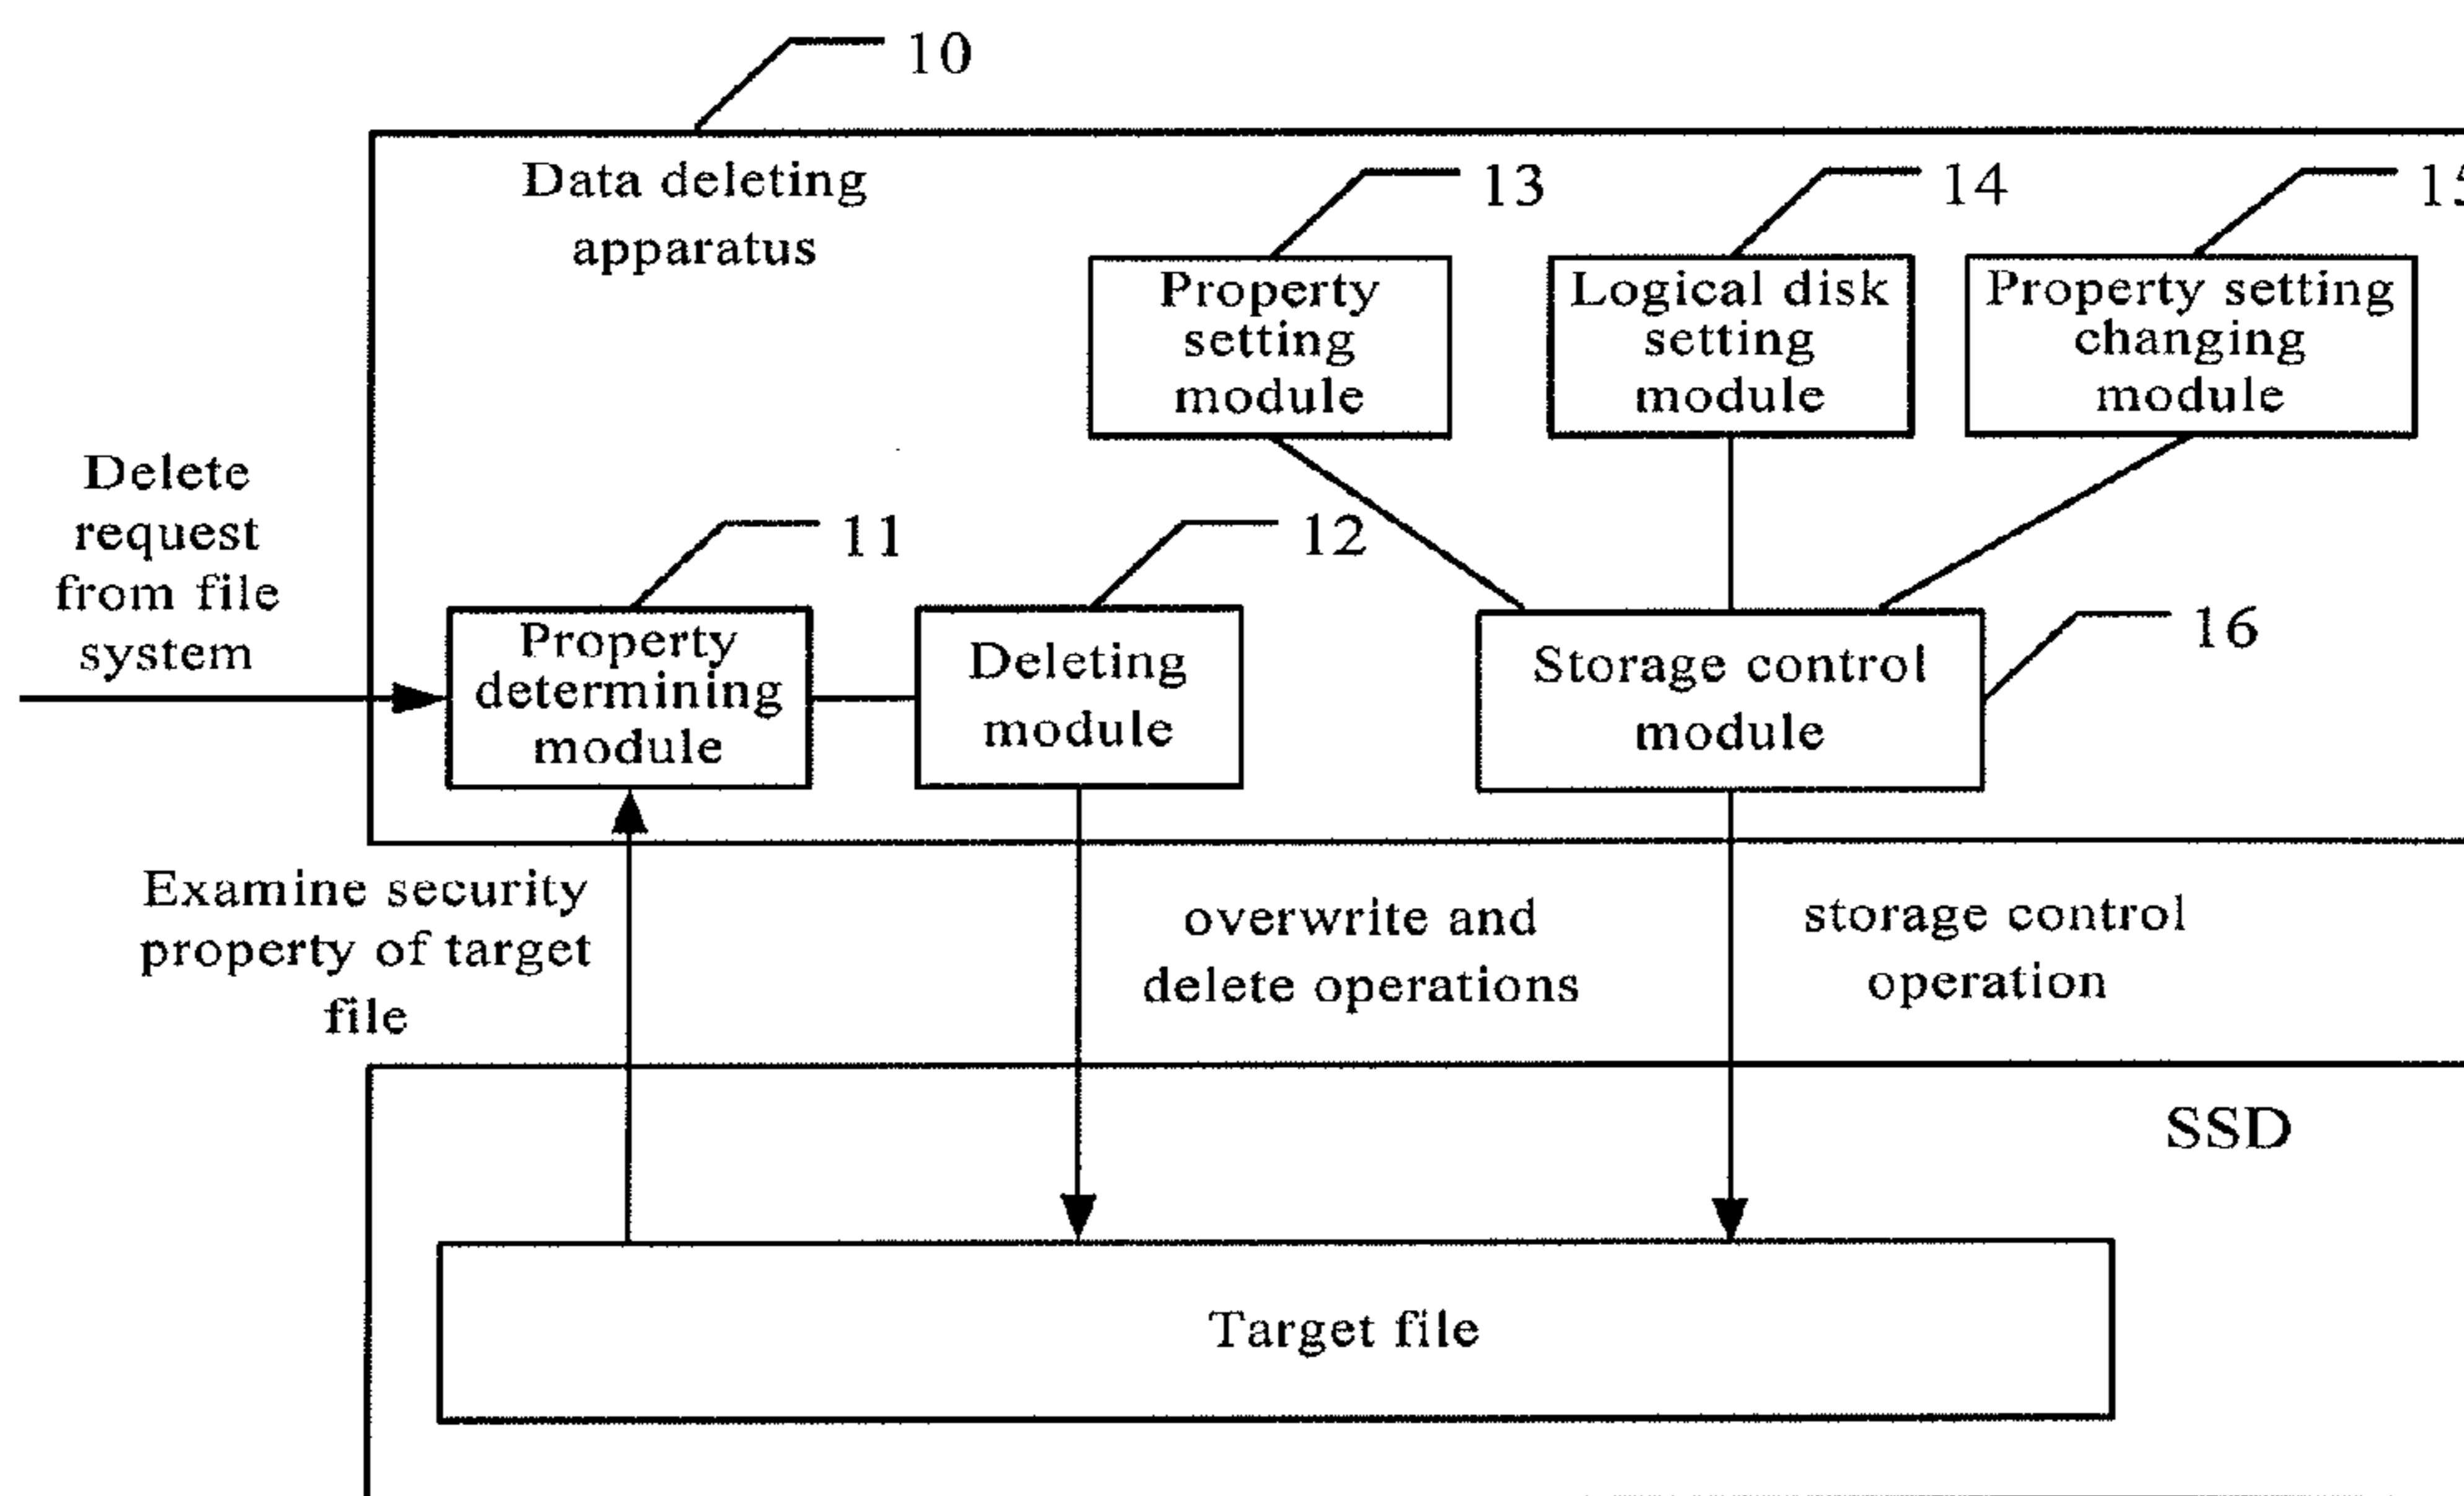 10
Data deleting
apparatus
13
14
15
Property
setting
module
Logical disk
setting
module
Property setting
changing
module
Delete
request
from file
system
11
12
16
Property
determining
module
Deleting
module
Storage control
module
Examine security
property of target
file
overwrite and
delete operations
storage control
operation
SSD
Target file